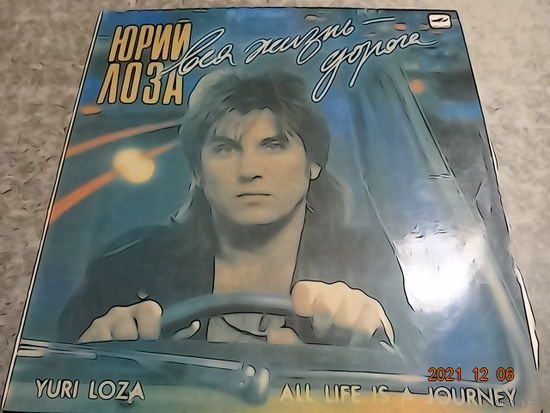 ЮРИЙ
ЛОЗА
вся жизнь —
дорога
2021 12 06
YURI LOZA
ALL LIFE IS A JOURNEY